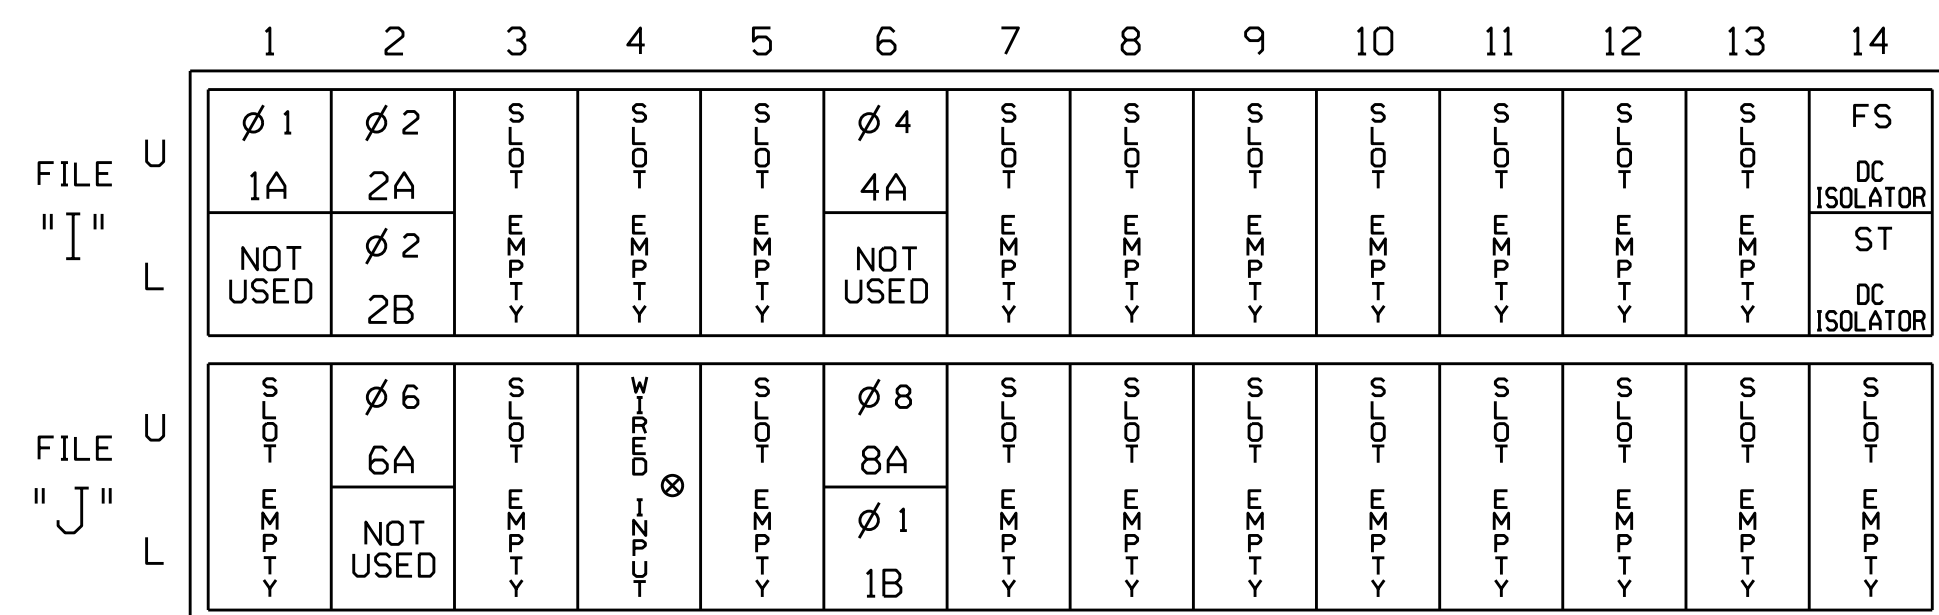 1 2 3 4 5 6 7 8 9 10 11 12 13 14
FILE "I"
U
L
Ø 1
1A
NOT USED
Ø 2
2A
Ø 2
2B
SLOT EMPTY
SLOT EMPTY
SLOT EMPTY
Ø 4
4A
NOT USED
SLOT EMPTY
SLOT EMPTY
SLOT EMPTY
SLOT EMPTY
SLOT EMPTY
SLOT EMPTY
SLOT EMPTY
FS
DC
ISOLATOR
ST
DC
ISOLATOR
FILE "J"
U
L
SLOT EMPTY
Ø 6
6A
NOT USED
SLOT EMPTY
WIRED INPUT
⊗
SLOT EMPTY
Ø 8
8A
Ø 1
1B
SLOT EMPTY
SLOT EMPTY
SLOT EMPTY
SLOT EMPTY
SLOT EMPTY
SLOT EMPTY
SLOT EMPTY
SLOT EMPTY